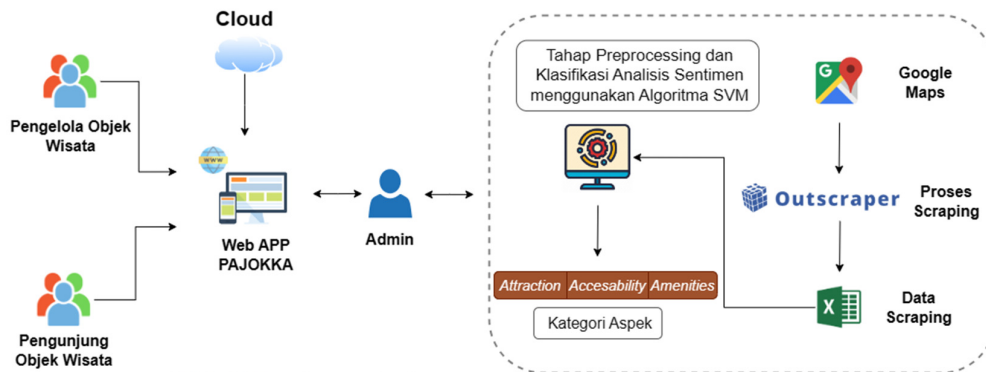 Cloud
Pengelola Objek
Wisata
www
Web APP
PAJOKKA
Admin
Pengunjung
Objek Wisata
Tahap Preprocessing dan
Klasifikasi Analisis Sentimen
menggunakan Algoritma SVM
Attraction Accesability Amenities
Kategori Aspek
G
Google
Maps
Outscraper
Proses
Scraping
X
Data
Scraping